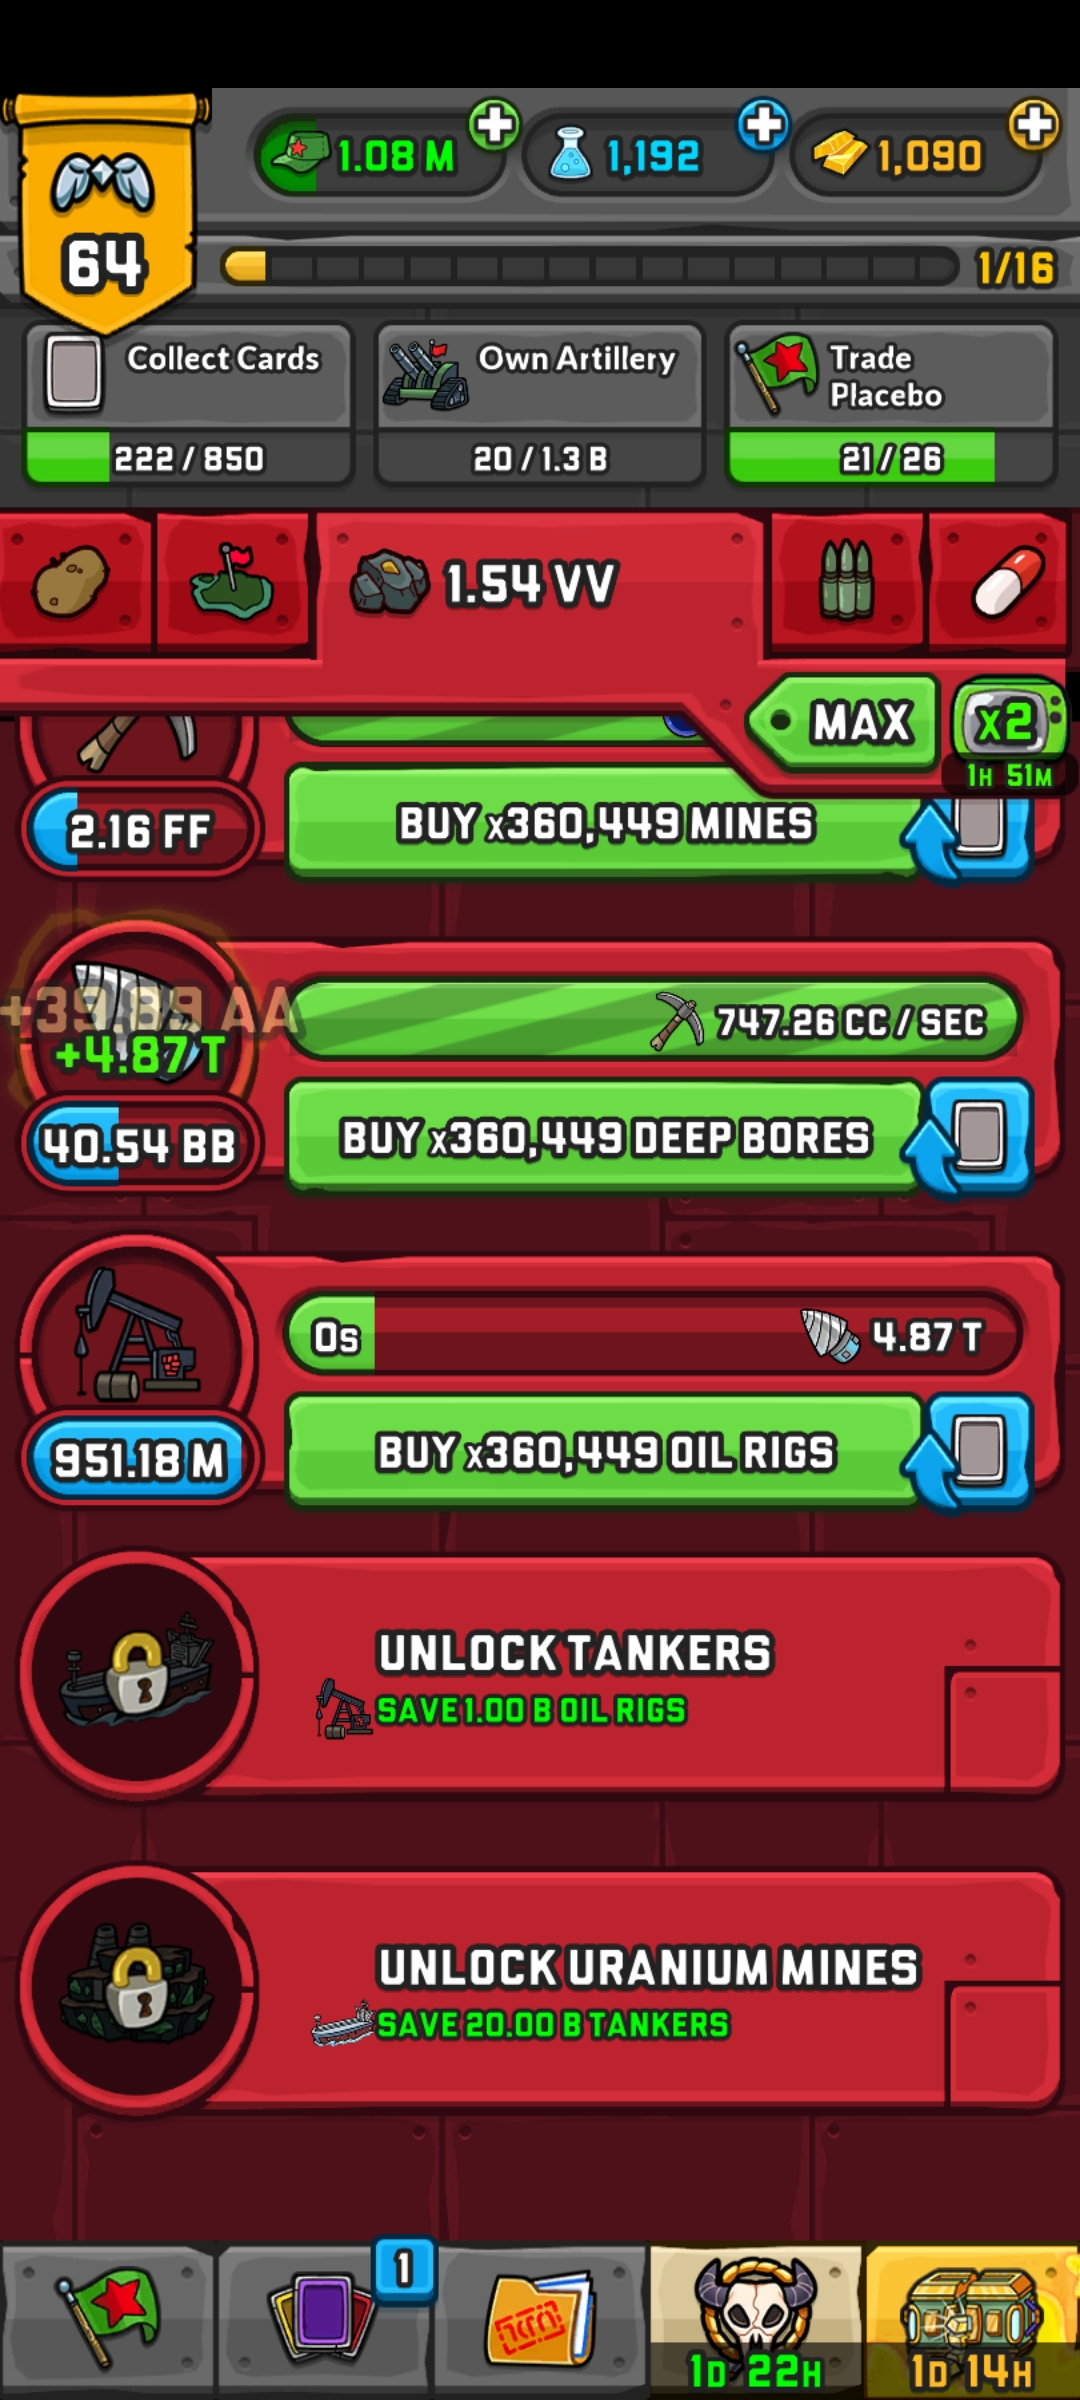 64
1.08 M
1,192
1,090
1/16
Collect Cards
222 / 850
Own Artillery
20 / 1.3 B
Trade
Placebo
21 / 26
1.54 VV
MAX
x2
1H 51M
2.16 FF
BUY x360,449 MINES
+39.89 AA
+4.87 T
747.26 CC / SEC
40.54 BB
BUY x360,449 DEEP BORES
0s
4.87 T
951.18 M
BUY x360,449 OIL RIGS
UNLOCK TANKERS
SAVE 1.00 B OIL RIGS
UNLOCK URANIUM MINES
SAVE 20.00 B TANKERS
1
1D 22H
1D 14H